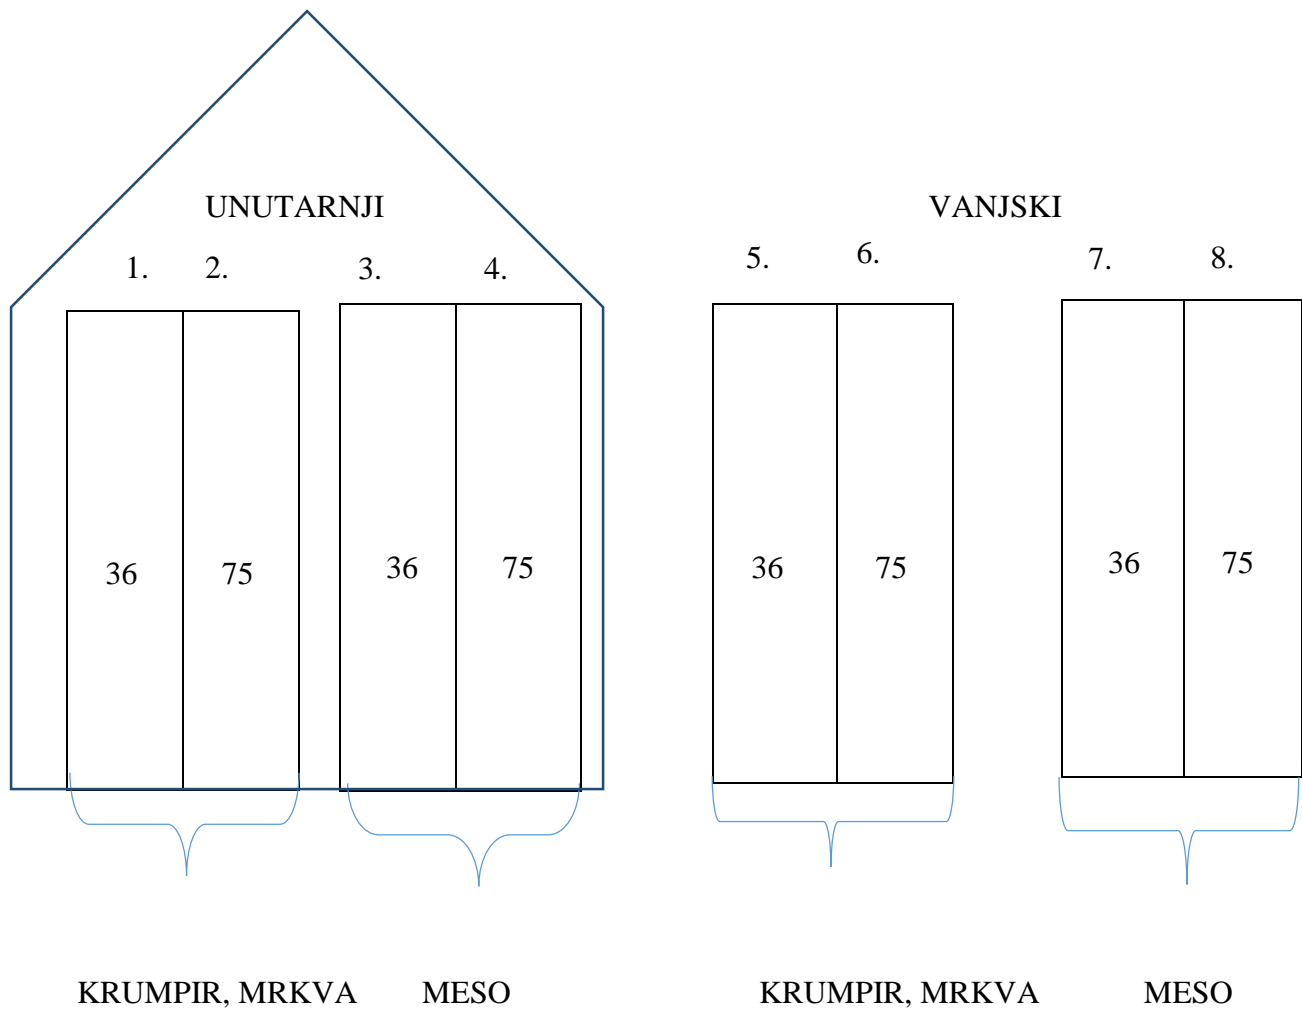 UNUTARNJI VANJSKI
1. 2. 3. 4. 5. 6. 7. 8.
36 75 36 75 36 75 36 75
KRUMPIR, MRKVA MESO KRUMPIR, MRKVA MESO